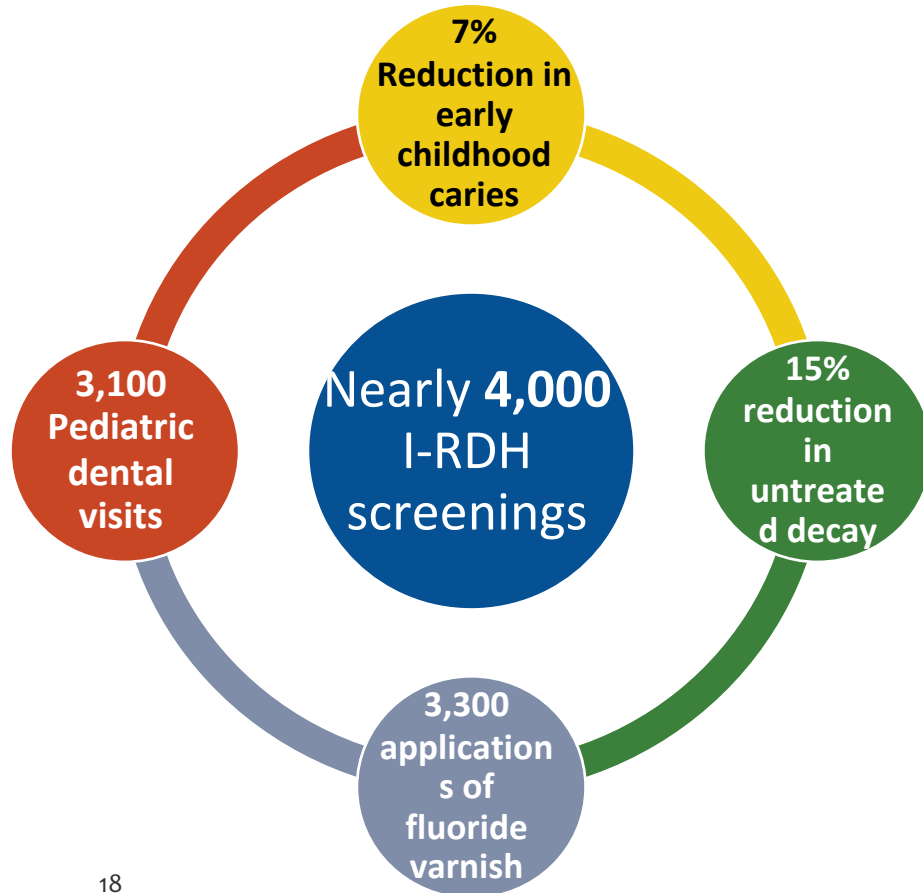 7%
Reduction in
early
childhood
caries
3,100
Pediatric
dental
visits
Nearly 4,000
I-RDH
screenings
15%
reduction
in
untreate
d decay
3,300
application
s of
fluoride
varnish
18